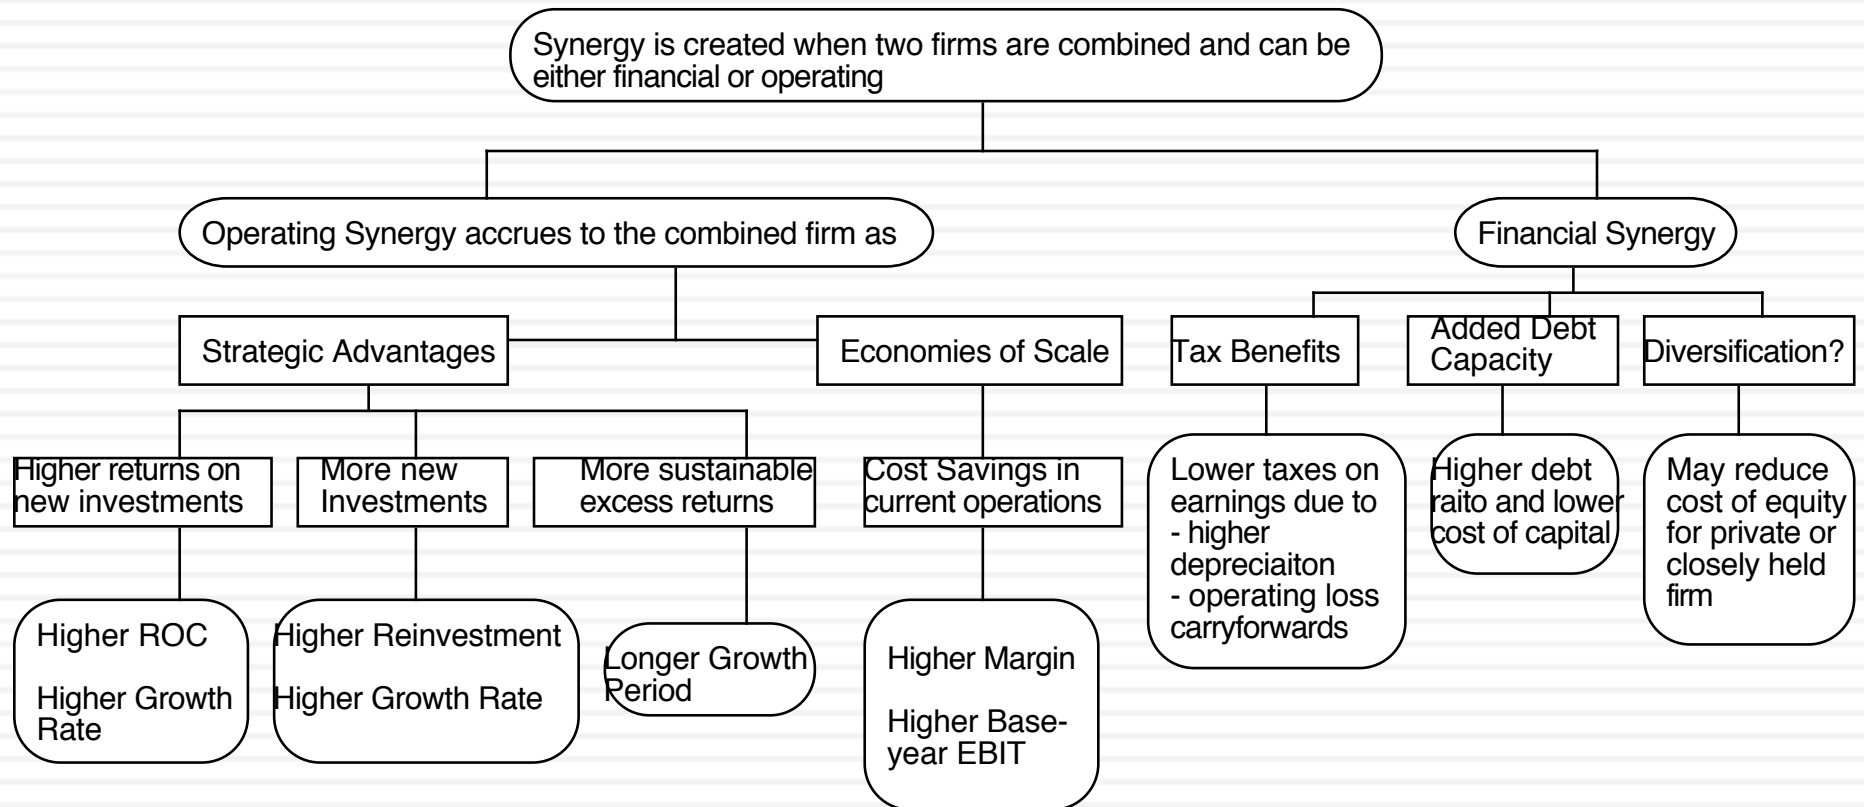 Synergy is created when two firms are combined and can be
either financial or operating
Operating Synergy accrues to the combined firm as
Financial Synergy
Strategic Advantages
Economies of Scale
Tax Benefits
Added Debt
Capacity
Diversification?
Higher returns on
new investments
More new
Investments
More sustainable
excess returns
Cost Savings in
current operations
Lower taxes on
earnings due to
- higher
depreciaiton
- operating loss
carryforwards
Higher debt
raito and lower
cost of capital
May reduce
cost of equity
for private or
closely held
firm
Higher ROC
Higher Growth
Rate
Higher Reinvestment
Higher Growth Rate
Longer Growth
Period
Higher Margin
Higher Base-
year EBIT